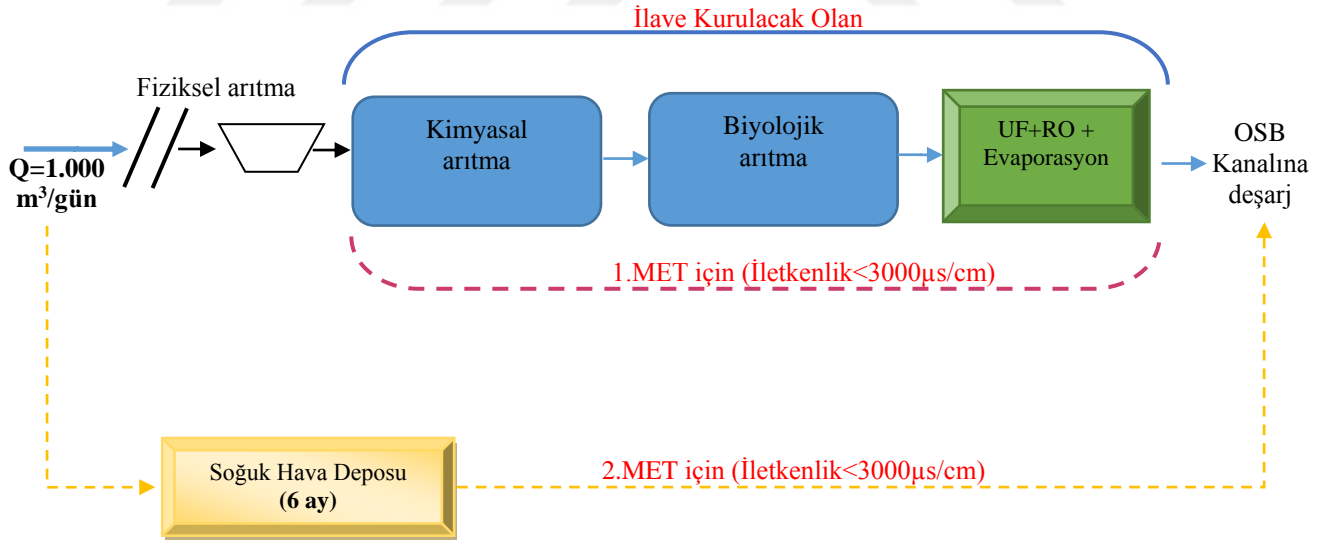 İlave Kurulacak Olan
Fiziksel arıtma
Q=1.000
m³/gün
Kimyasal
arıtma
Biyolojik
arıtma
UF+RO +
Evaporasyon
OSB
Kanalına
deşarj
1.MET için (İletkenlik<3000µs/cm)
Soğuk Hava Deposu
(6 ay)
2.MET için (İletkenlik<3000µs/cm)